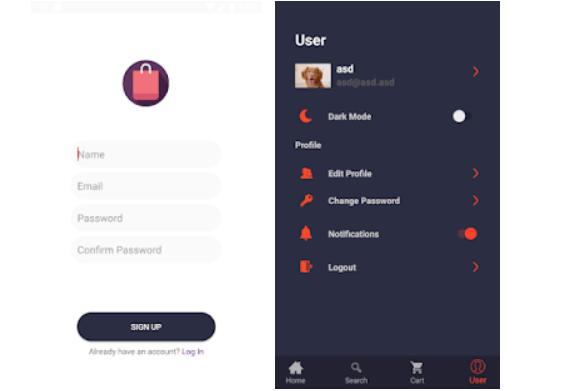 Name
Email
Password
Confirm Password
SIGN UP
Already have an account? Log In
User
asd
asd@asd.asd
Dark Mode
Profile
Edit Profile
Change Password
Notifications
Logout
Home
Search
Cart
User